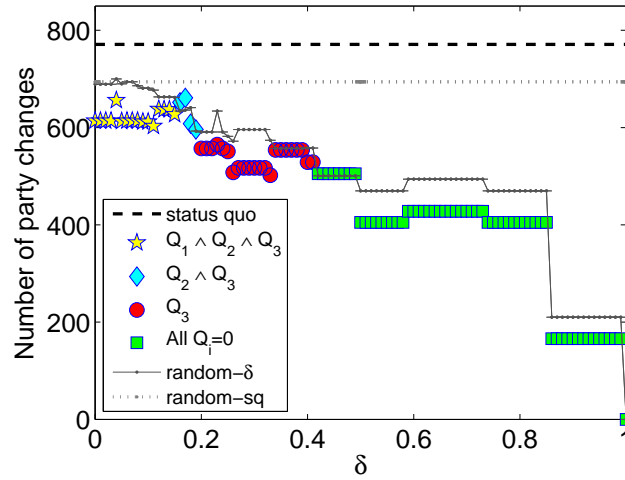 800
600
400
200
0
Number of party changes
status quo
Q1 ∧ Q2 ∧ Q3
Q2 ∧ Q3
Q3
All Qi=0
random-δ
random-sq
0 0.2 0.4 0.6 0.8 1
δ